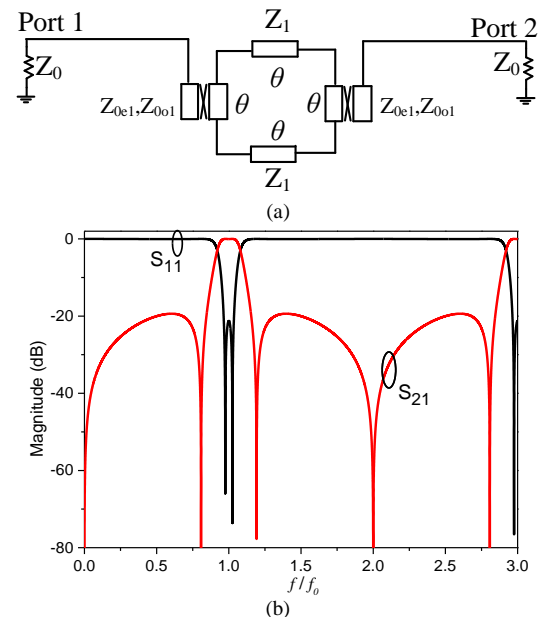 Port 1
Z1
Port 2
Z0
θ
Z0
Z0e1,Z0o1
θ
θ
Z0e1,Z0o1
θ
Z1
(a)
0
-20
-40
-60
-80
Magnitude (dB)
S11
S21
0.0
0.5
1.0
1.5
2.0
2.5
3.0
f/f0
(b)